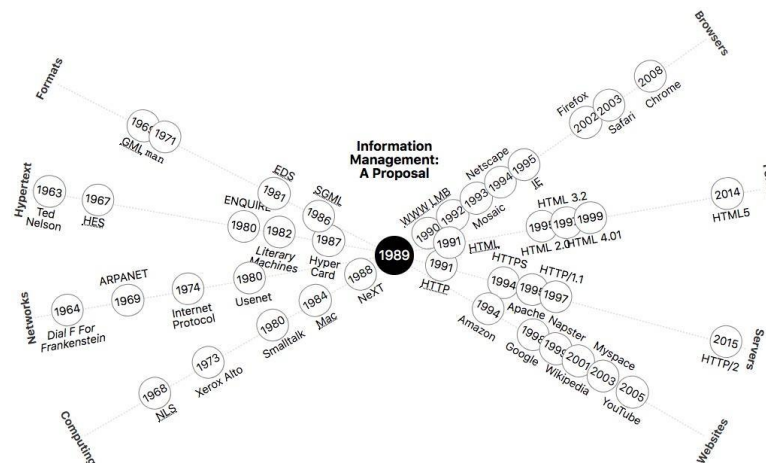 Information
Management:
A Proposal
1989
Formats
GML
1971
man
1981
EDS
1986
SGML
Hypertext
1963
Ted
Nelson
1967
HES
1980
ENQUIRE
1982
Literary
Machines
1987
Hyper
Card
Networks
1964
Dial F For
Frankenstein
ARPANET
1969
1974
Internet
Protocol
1980
Usenet
Computing
1968
NLS
1973
Xerox Alto
1980
Smalltalk
1984
Mac
1988
NeXT
Browsers
1990
WWW
1992
LMB
1993
Mosaic
Netscape
1994
1995
IE
Firefox
2002
2003
Safari
2008
Chrome
1991
HTML
HTML 2.0
HTML 3.2
1999
HTML 4.01
2014
HTML5
Servers
1991
HTTP
HTTPS
1994
Apache
HTTP/1.1
1997
2015
HTTP/2
Websites
1994
Amazon
1998
Google
Napster
2001
Wikipedia
2003
Myspace
2005
YouTube